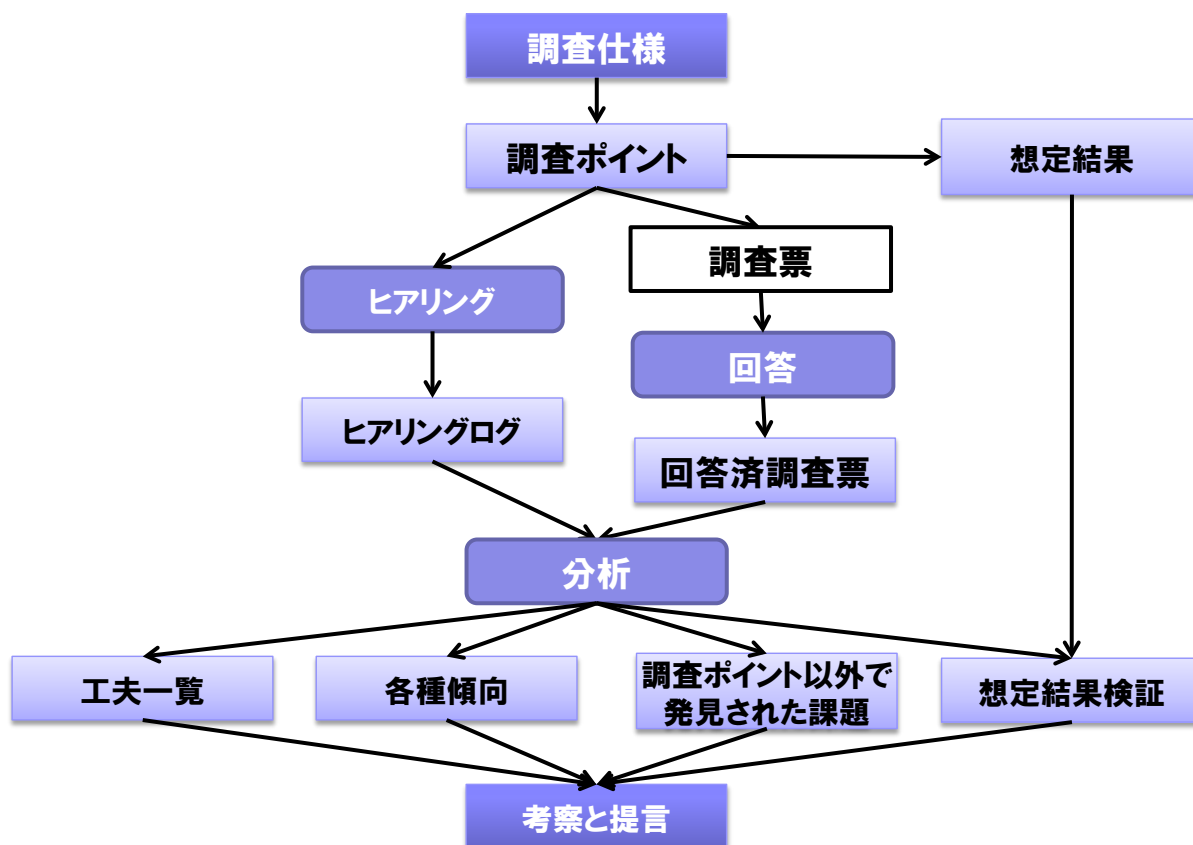 調査仕様
調査ポイント
想定結果
調査票
ヒアリング
回答
ヒアリングログ
回答済調査票
分析
工夫一覧
各種傾向
調査ポイント以外で
発見された課題
想定結果検証
考察と提言